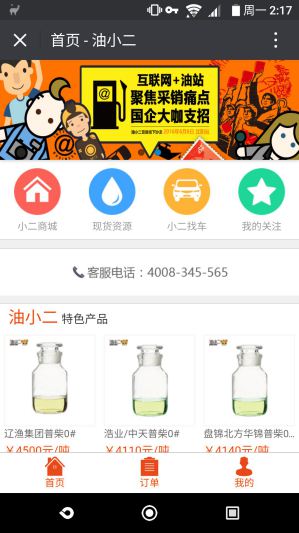 周一 2:17
首页 - 油小二
互联网+油站
聚焦采销痛点
国企大咖支招
@
小二商城
现货资源
小二找车
我的关注
客服电话：4008-345-565
油小二 特色产品
辽渔集团普柴0#
浩业/中天普柴0#
盘锦北方华锦普柴0...
￥4500元/吨
￥4110元/吨
￥4140元/吨
首页
订单
我的